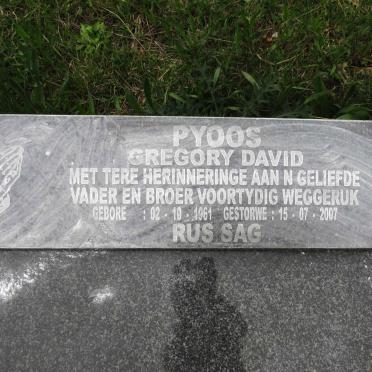 PYOOS
GREGORY DAVID
MET TERE HERINNERINGE AAN N GELIEFDE
VADER EN BROER VOORTYDIG WEGGERUK
GEBORE : 02 - 10 - 1961 GESTORWE : 15 - 07 - 2007
RUS SAG